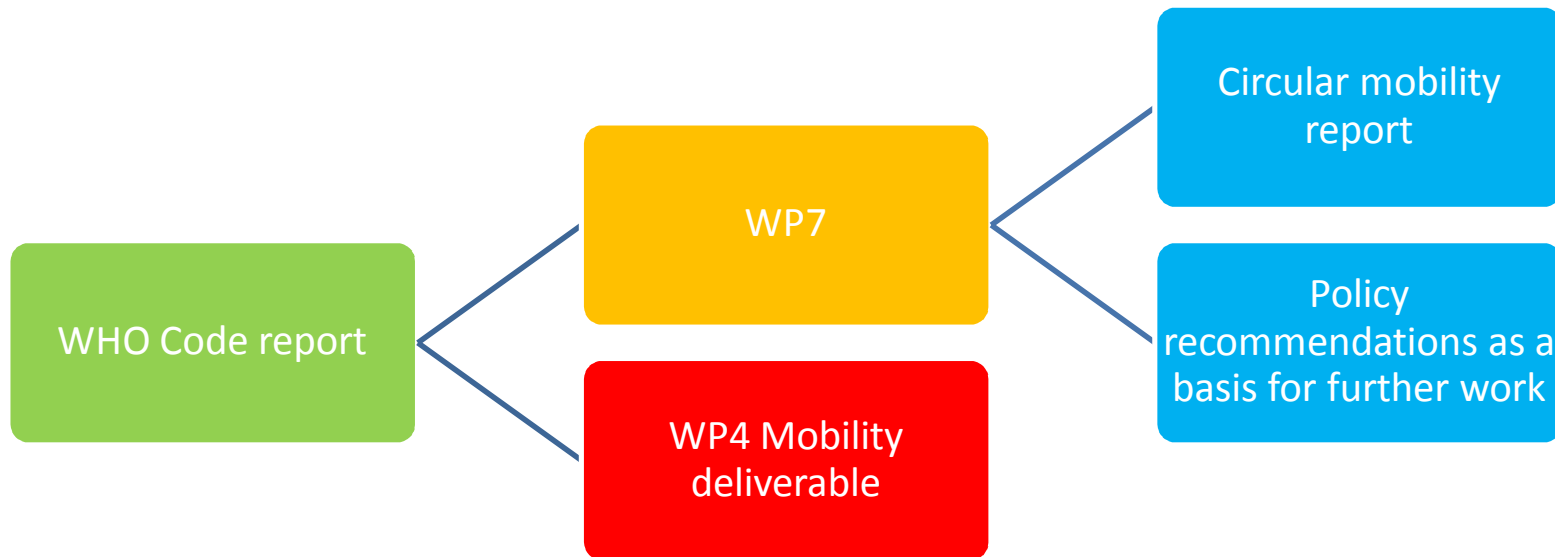 WHO Code report
WP7
WP4 Mobility
deliverable
Circular mobility
report
Policy
recommendations as a
basis for further work